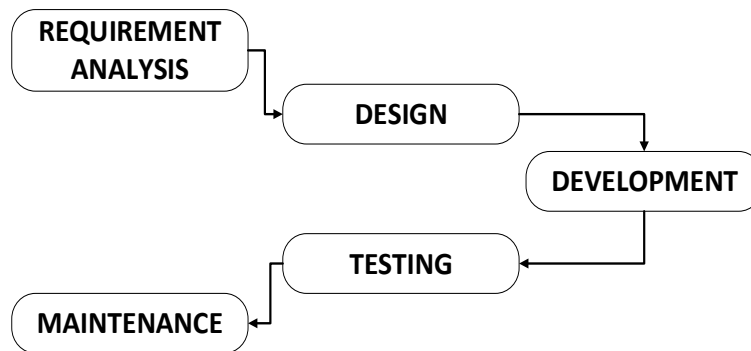 REQUIREMENT
ANALYSIS
DESIGN
DEVELOPMENT
TESTING
MAINTENANCE